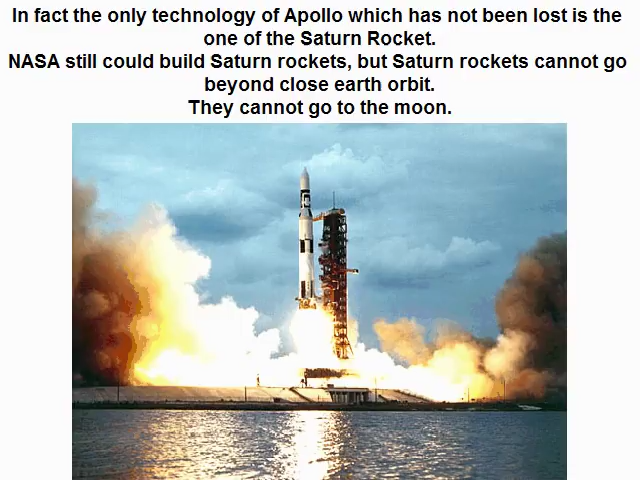 In fact the only technology of Apollo which has not been lost is the
one of the Saturn Rocket.
NASA still could build Saturn rockets, but Saturn rockets cannot go
beyond close earth orbit.
They cannot go to the moon.